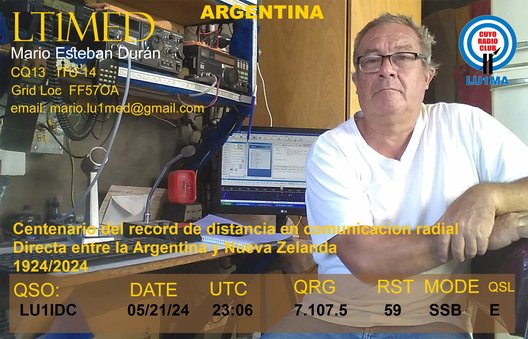 ARGENTINA
LT1MED
Mario Esteban Durán
CQ13 ITU 14
Grid Loc FF57OA
email: mario.lu1med@gmail.com
CUYO
RADIO
CLUB
LU1MA
Centenario del record de distancia en comunicación radial
Directa entre la Argentina y Nueva Zelanda
1924/2024
QSO: DATE UTC QRG RST MODE QSL
LU1IDC 05/21/24 23:06 7.107.5 59 SSB E